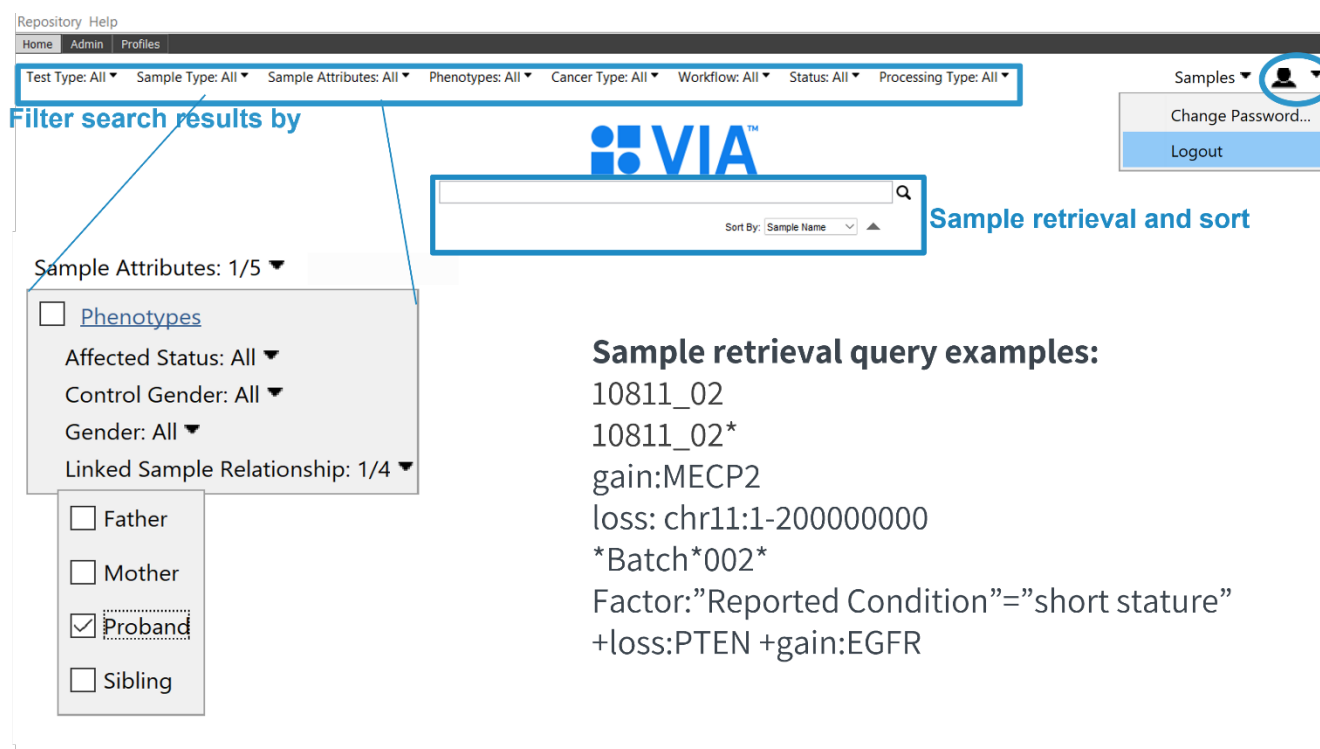 Repository Help
Home Admin Profiles
Test Type: All Sample Type: All Sample Attributes: All Phenotypes: All Cancer Type: All Workflow: All Status: All Processing Type: All Samples
Filter search results by
Change Password...
Logout
VIA™
Sample retrieval and sort
Sort By: Sample Name
Sample Attributes: 1/5
Phenotypes
Affected Status: All
Control Gender: All
Gender: All
Linked Sample Relationship: 1/4
Father
Mother
Proband
Sibling
Sample retrieval query examples:
10811_02
10811_02*
gain:MECP2
loss: chr11:1-200000000
*Batch*002*
Factor:”Reported Condition”=”short stature”
+loss:PTEN +gain:EGFR